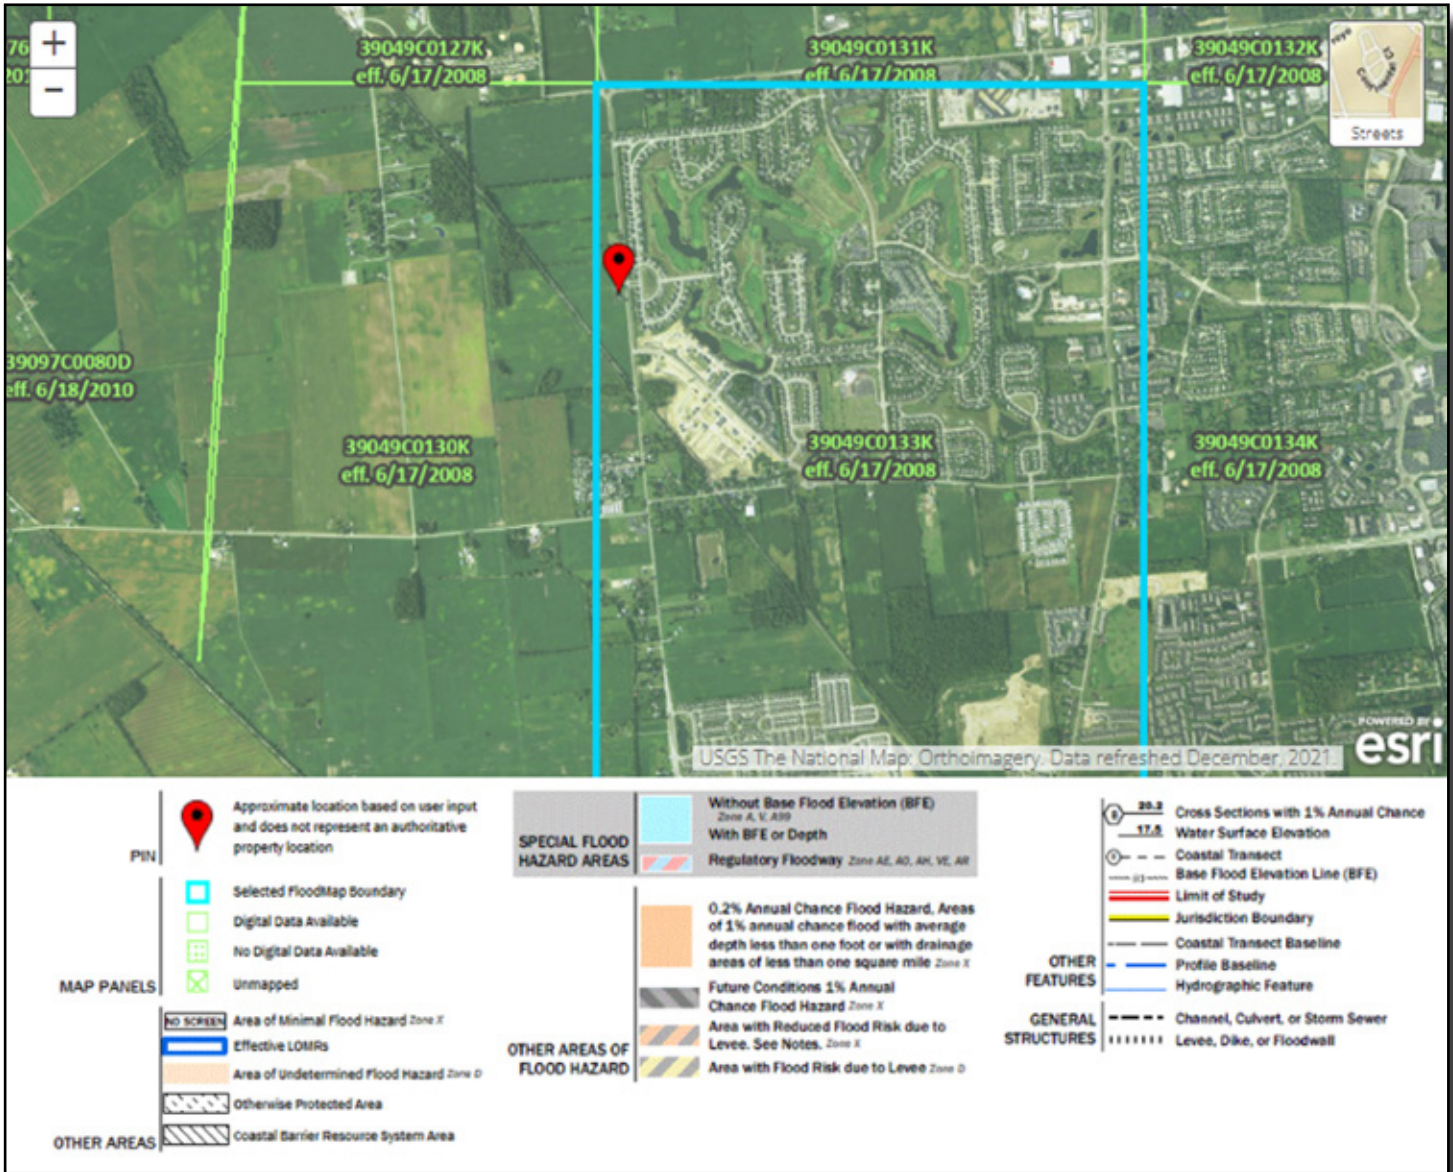 +
−
39049C0127K
eff. 6/17/2008
39049C0131K
eff. 6/17/2008
39049C0132K
eff. 6/17/2008
Streets
39097C0080D
eff. 6/18/2010
39049C0130K
eff. 6/17/2008
39049C0133K
eff. 6/17/2008
39049C0134K
eff. 6/17/2008
POWERED BY
esri
USGS The National Map: Orthoimagery. Data refreshed December, 2021.
PIN
Approximate location based on user input
and does not represent an authoritative
property location
MAP PANELS
Selected FloodMap Boundary
Digital Data Available
No Digital Data Available
Unmapped
OTHER AREAS
NO SCREEN Area of Minimal Flood Hazard Zone X
Effective LOMRs
Area of Undetermined Flood Hazard Zone D
Otherwise Protected Area
Coastal Barrier Resource System Area
SPECIAL FLOOD
HAZARD AREAS
Without Base Flood Elevation (BFE)
Zone A, V, A99
With BFE or Depth
Regulatory Floodway Zone AE, AO, AH, VE, AR
OTHER AREAS OF
FLOOD HAZARD
0.2% Annual Chance Flood Hazard, Areas
of 1% annual chance flood with average
depth less than one foot or with drainage
areas of less than one square mile Zone X
Future Conditions 1% Annual
Chance Flood Hazard Zone X
Area with Reduced Flood Risk due to
Levee. See Notes. Zone X
Area with Flood Risk due to Levee Zone D
OTHER
FEATURES
20.2 Cross Sections with 1% Annual Chance
17.5 Water Surface Elevation
Coastal Transect
Base Flood Elevation Line (BFE)
Limit of Study
Jurisdiction Boundary
Coastal Transect Baseline
Profile Baseline
Hydrographic Feature
GENERAL
STRUCTURES
Channel, Culvert, or Storm Sewer
Levee, Dike, or Floodwall